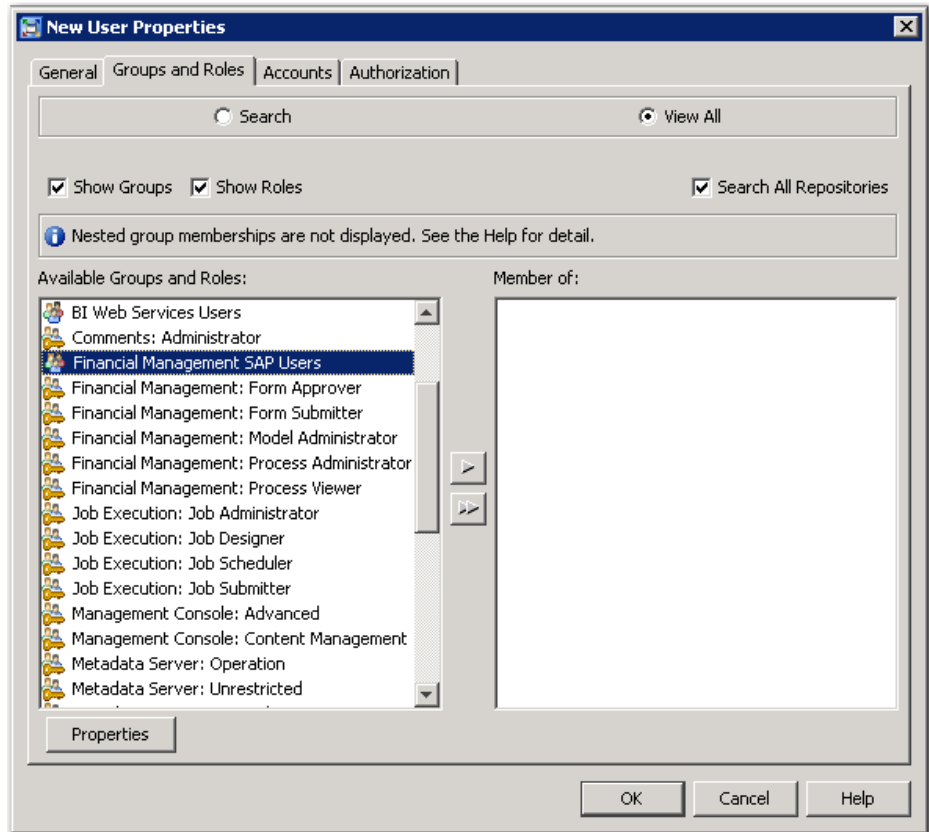 New User Properties
General Groups and Roles Accounts Authorization
Search View All
Show Groups Show Roles Search All Repositories
Nested group memberships are not displayed. See the Help for detail.
Available Groups and Roles: Member of:
BI Web Services Users
Comments: Administrator
Financial Management SAP Users
Financial Management: Form Approver
Financial Management: Form Submitter
Financial Management: Model Administrator
Financial Management: Process Administrator
Financial Management: Process Viewer
Job Execution: Job Administrator
Job Execution: Job Designer
Job Execution: Job Scheduler
Job Execution: Job Submitter
Management Console: Advanced
Management Console: Content Management
Metadata Server: Operation
Metadata Server: Unrestricted
Properties
OK Cancel Help